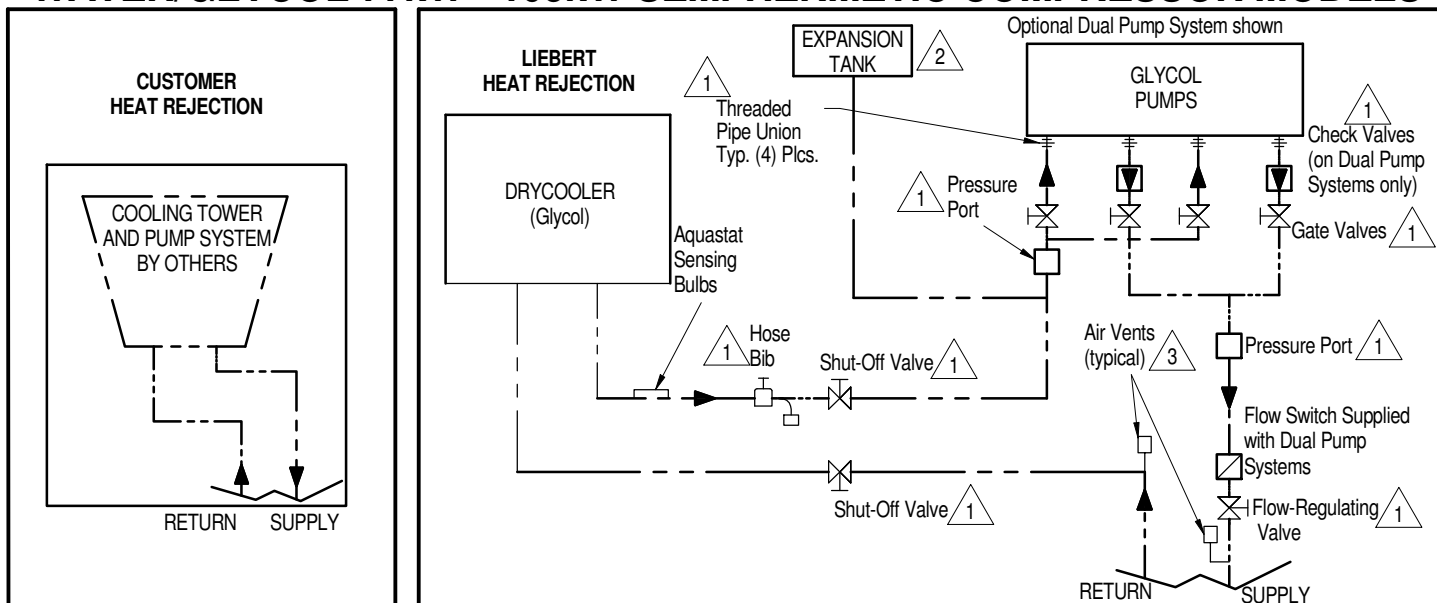 CUSTOMER
HEAT REJECTION
COOLING TOWER
AND PUMP SYSTEM
BY OTHERS
RETURN
SUPPLY
LIEBERT
HEAT REJECTION
DRYCOOLER
(Glycol)
Aquastat
Sensing
Bulbs
1
Hose
Bib
Shut-Off Valve
1
Shut-Off Valve
1
EXPANSION
TANK
2
1
Threaded
Pipe Union
Typ. (4) Plcs.
1
Pressure
Port
Optional Dual Pump System shown
GLYCOL
PUMPS
1
Check Valves
(on Dual Pump
Systems only)
Gate Valves
1
Air Vents
(typical)
3
Pressure Port
1
Flow Switch Supplied
with Dual Pump
Systems
Flow-Regulating
Valve
1
RETURN
SUPPLY